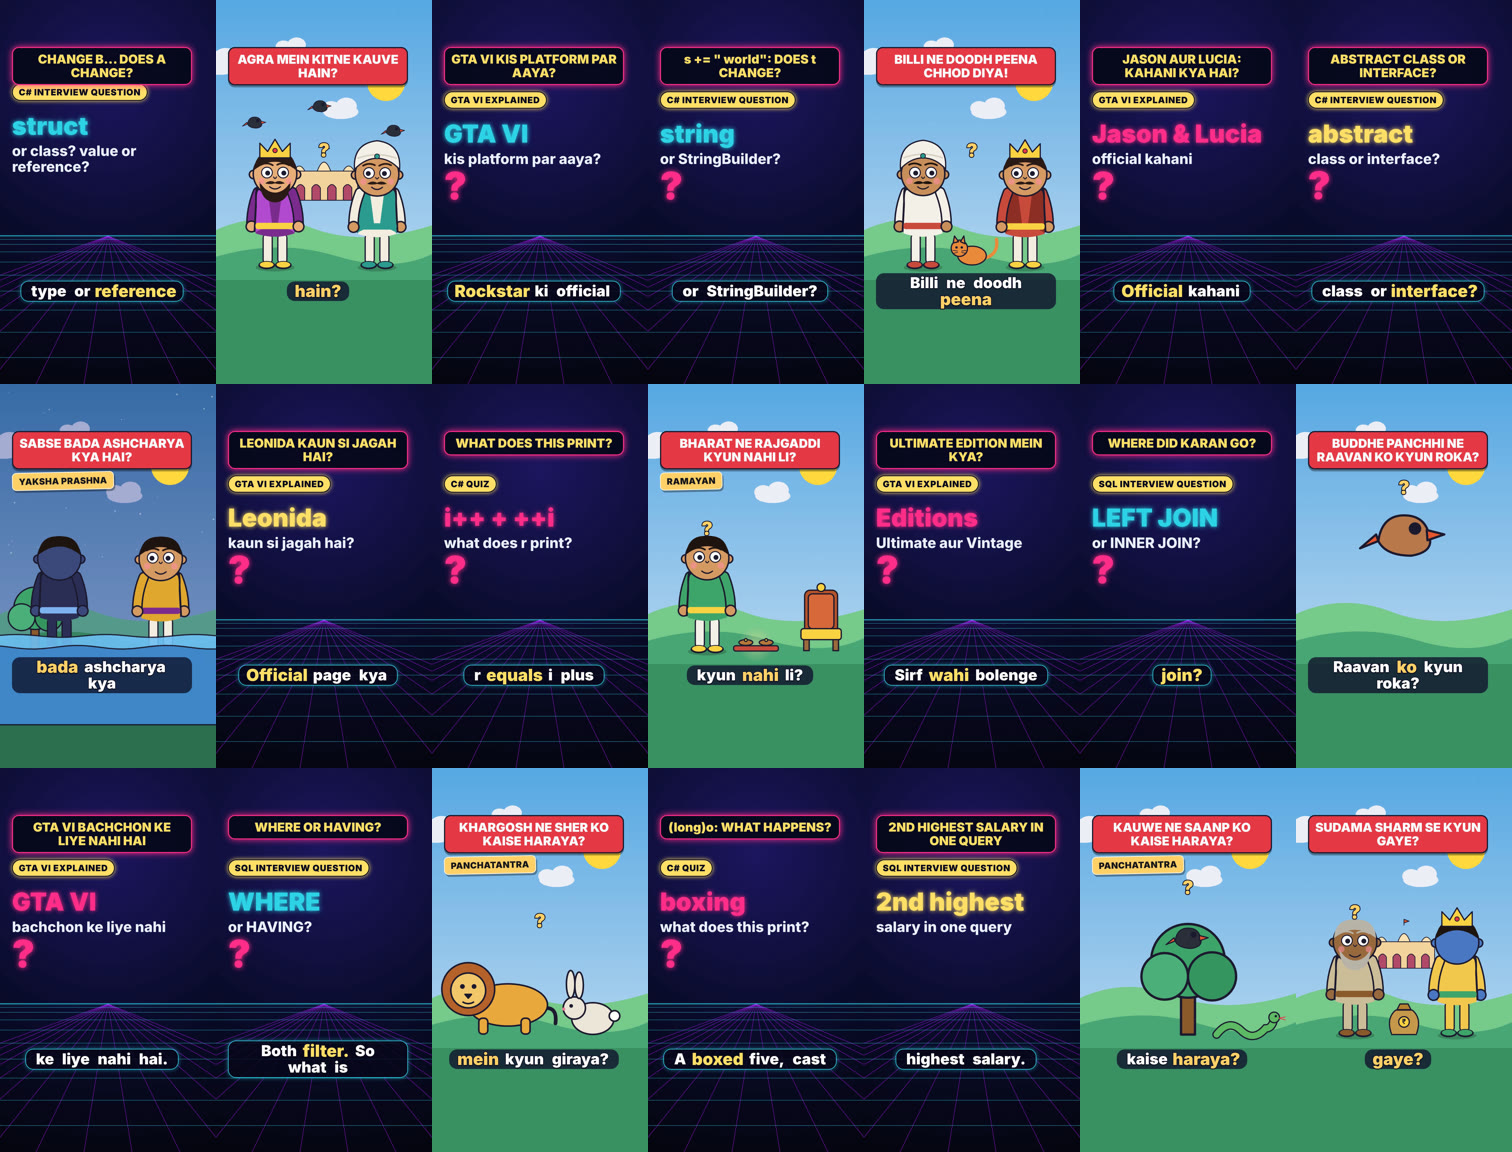 CHANGE B... DOES A
CHANGE?
C# INTERVIEW QUESTION
struct
or class? value or
reference?
type or reference
AGRA MEIN KITNE KAUVE
HAIN?
?
hain?
GTA VI KIS PLATFORM PAR
AAYA?
GTA VI EXPLAINED
GTA VI
kis platform par aaya?
?
Rockstar ki official
s += " world": DOES t
CHANGE?
C# INTERVIEW QUESTION
string
or StringBuilder?
?
or StringBuilder?
BILLI NE DOODH PEENA
CHHOD DIYA!
?
Billi ne doodh
peena
JASON AUR LUCIA:
KAHANI KYA HAI?
GTA VI EXPLAINED
Jason & Lucia
official kahani
?
Official kahani
ABSTRACT CLASS OR
INTERFACE?
C# INTERVIEW QUESTION
abstract
class or interface?
?
class or interface?
SABSE BADA ASHCHARYA
KYA HAI?
YAKSHA PRASHNA
bada ashcharya
kya
LEONIDA KAUN SI JAGAH
HAI?
GTA VI EXPLAINED
Leonida
kaun si jagah hai?
?
Official page kya
WHAT DOES THIS PRINT?
C# QUIZ
i++ + ++i
what does r print?
?
r equals i plus
BHARAT NE RAJGADDI
KYUN NAHI LI?
RAMAYAN
?
kyun nahi li?
ULTIMATE EDITION MEIN
KYA?
GTA VI EXPLAINED
Editions
Ultimate aur Vintage
?
Sirf wahi bolenge
WHERE DID KARAN GO?
SQL INTERVIEW QUESTION
LEFT JOIN
or INNER JOIN?
?
join?
BUDDHE PANCHHI NE
RAAVAN KO KYUN ROKA?
?
Raavan ko kyun
roka?
GTA VI BACHCHON KE
LIYE NAHI HAI
GTA VI EXPLAINED
GTA VI
bachchon ke liye nahi
?
ke liye nahi hai.
WHERE OR HAVING?
SQL INTERVIEW QUESTION
WHERE
or HAVING?
?
Both filter. So
what is
KHARGOSH NE SHER KO
KAISE HARAYA?
PANCHATANTRA
?
mein kyun giraya?
(long)o: WHAT HAPPENS?
C# QUIZ
boxing
what does this print?
?
A boxed five, cast
2ND HIGHEST SALARY IN
ONE QUERY
SQL INTERVIEW QUESTION
2nd highest
salary in one query
highest salary.
KAUWE NE SAANP KO
KAISE HARAYA?
PANCHATANTRA
?
kaise haraya?
SUDAMA SHARM SE KYUN
GAYE?
?
₹
gaye?